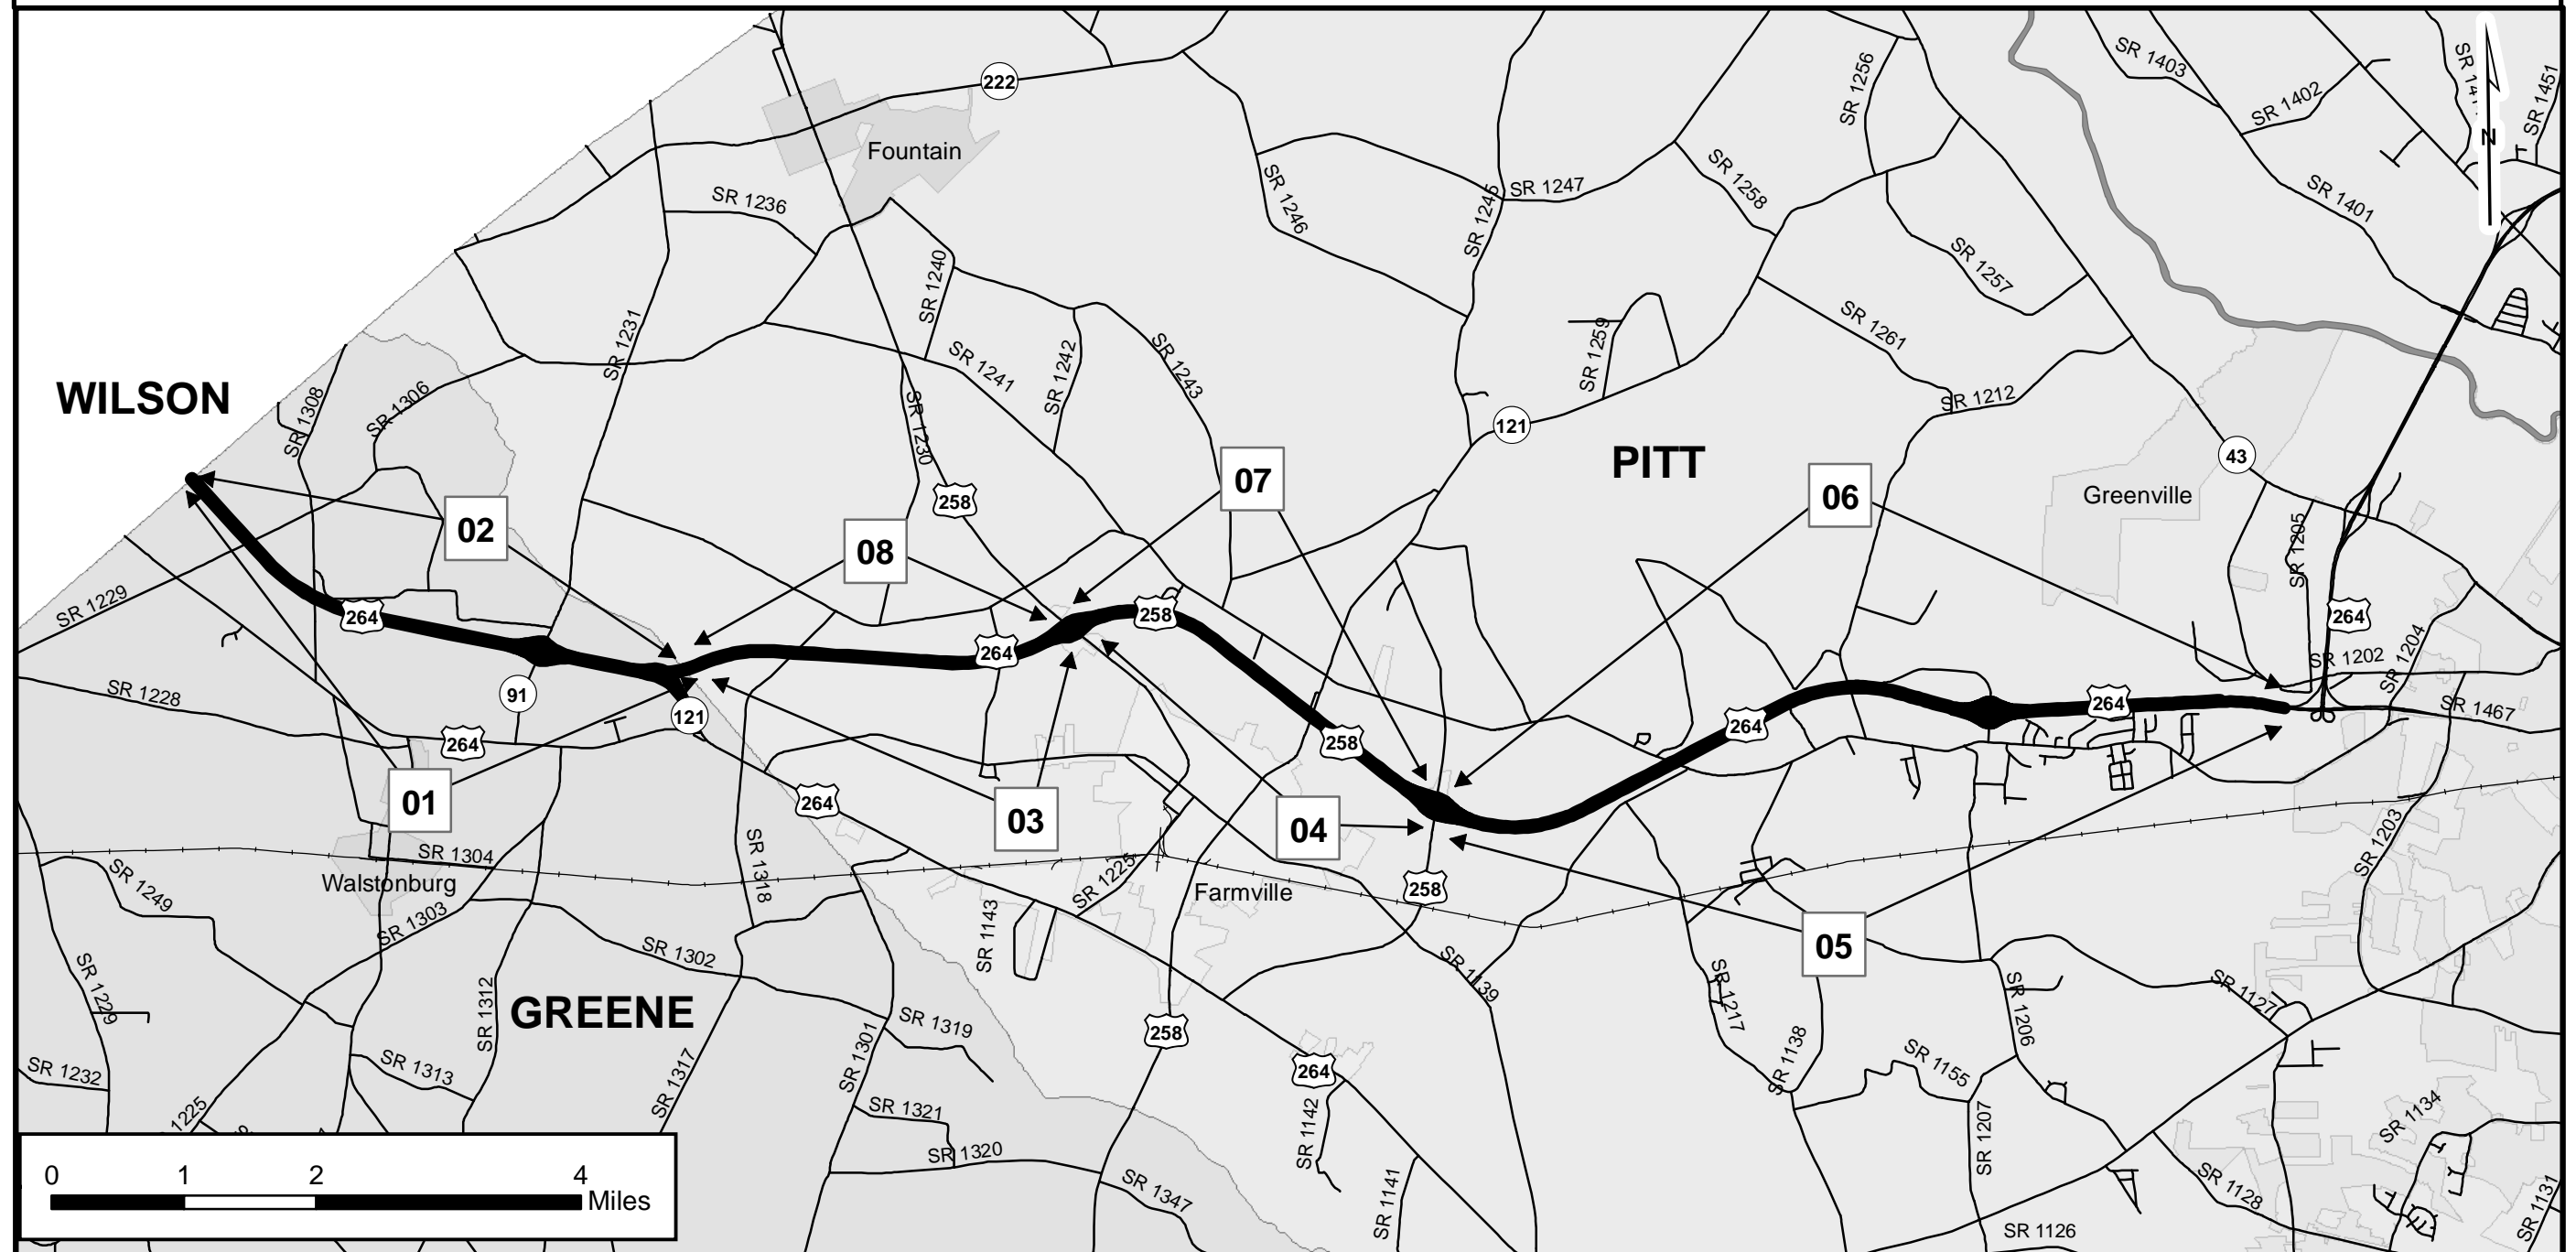 222
Fountain
SR 1256
SR 1403
SR 1402
SR 1451
N
SR 1236
SR 1246
SR 1247
SR 1258
SR 1401
SR 1240
SR 1257
SR 1231
SR 1241
SR 1242
SR 1243
SR 1259
SR 1261
WILSON
SR 1308
SR 1306
SR 1230
121
SR 1212
PITT
43
Greenville
258
07
06
02
08
SR 1205
SR 1229
264
258
264
SR 1204
SR 1202
264
SR 1228
91
121
264
258
264
264
SR 1467
01
264
03
04
SR 1304
Walstonburg
SR 1249
SR 1318
SR 1225
Farmville
258
SR 1203
05
SR 1303
SR 1302
SR 1143
SR 1139
SR 1229
SR 1312
GREENE
SR 1217
SR 1206
SR 1127
SR 1319
258
SR 1301
SR 1317
SR 1313
SR 1232
264
SR 1138
SR 1155
1225
SR 1321
SR 1320
SR 1142
SR 1207
SR 1134
SR 1347
SR 1141
SR 1128
SR 1131
SR 1126
0 1 2 4
Miles